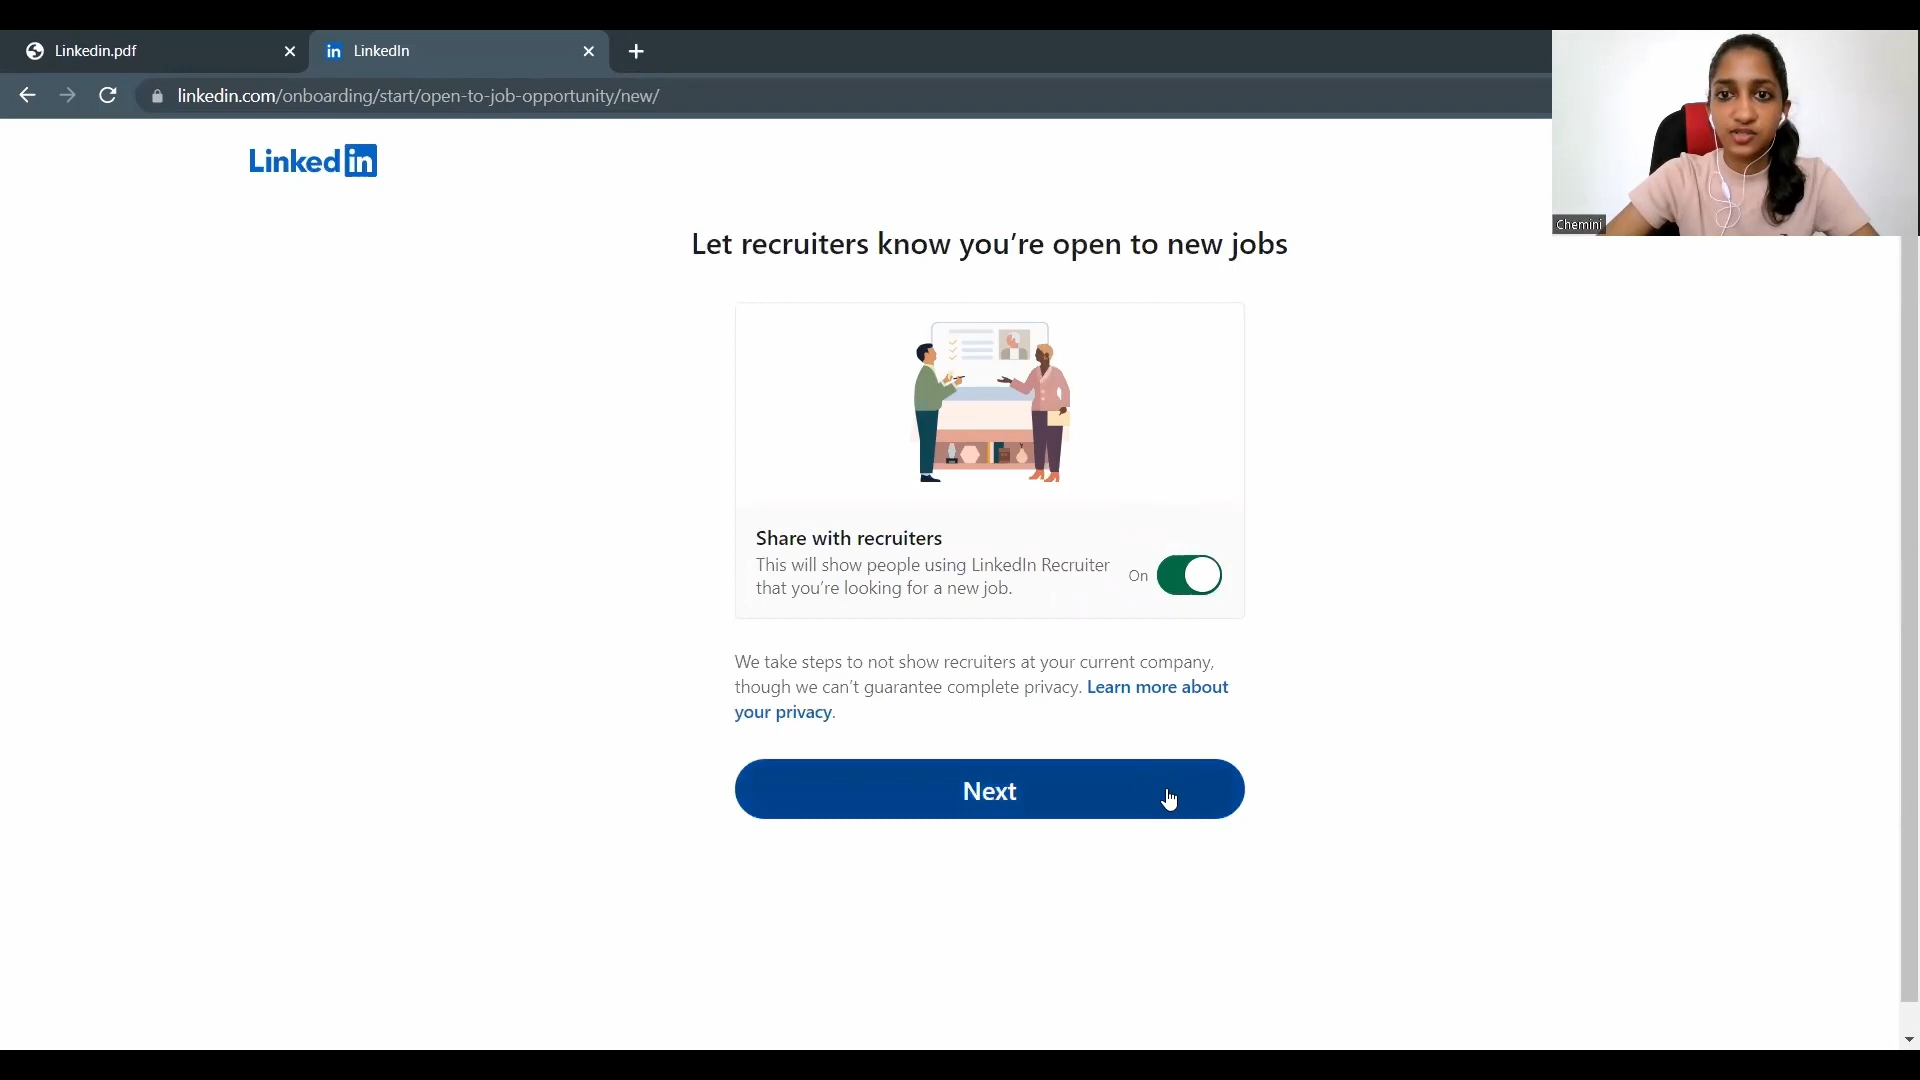 Linkedin.pdf
LinkedIn
linkedin.com/onboarding/start/open-to-job-opportunity/new/
Chemini
Linked in
Let recruiters know you’re open to new jobs
Share with recruiters
This will show people using LinkedIn Recruiter
that you’re looking for a new job.
On
We take steps to not show recruiters at your current company,
though we can’t guarantee complete privacy. Learn more about
your privacy.
Next